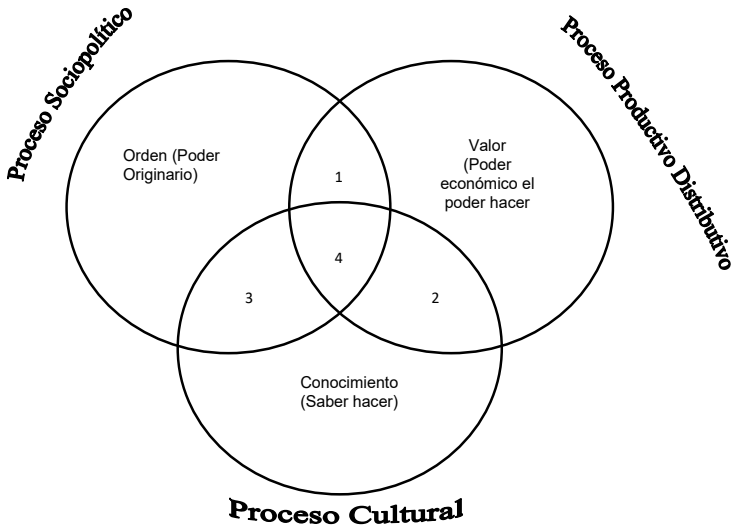 Proceso Sociopolítico
Proceso Productivo Distributivo
Orden (Poder
Originario)
Valor
(Poder
económico el
poder hacer
1
4
3
2
Conocimiento
(Saber hacer)
Proceso Cultural